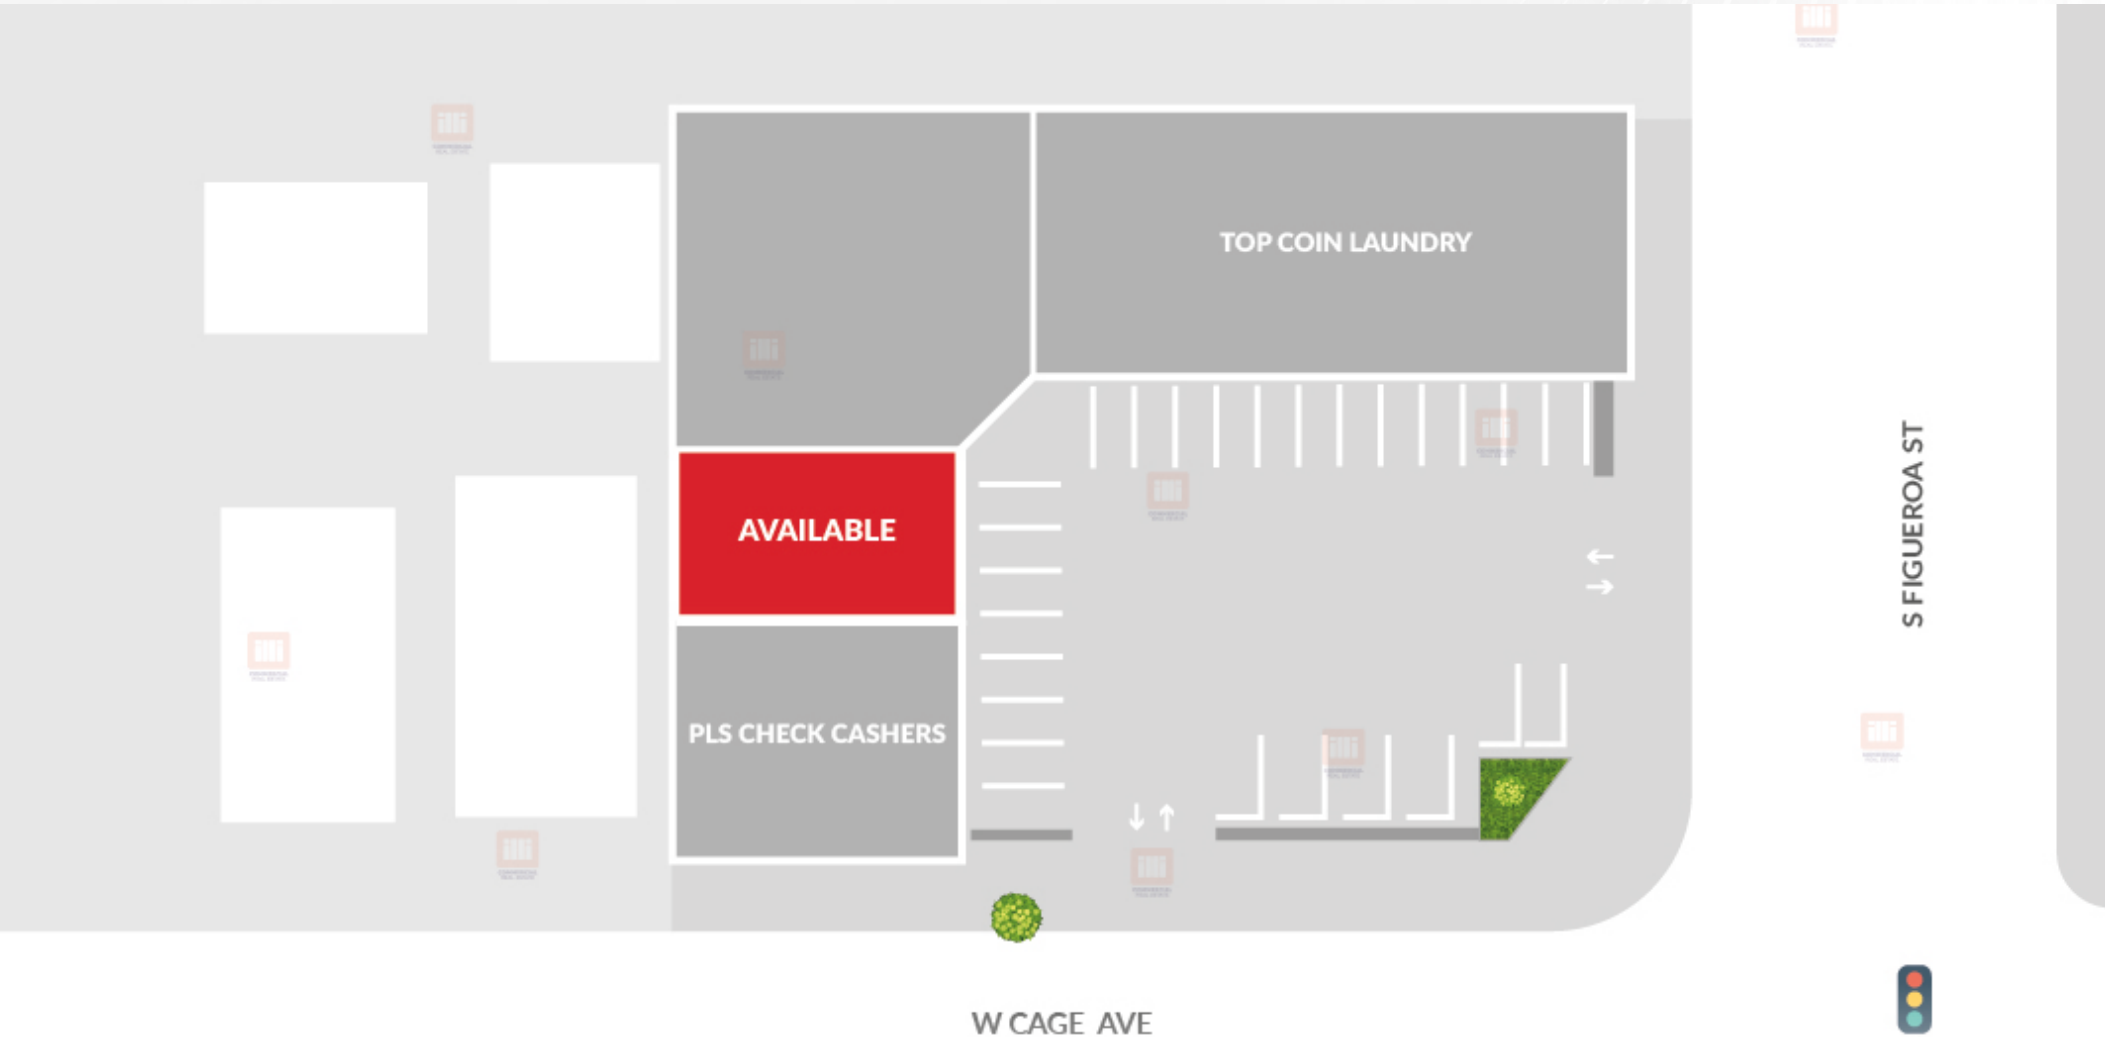 TOP COIN LAUNDRY
AVAILABLE
S FIGUEROA ST
PLS CHECK CASHERS
W CAGE AVE